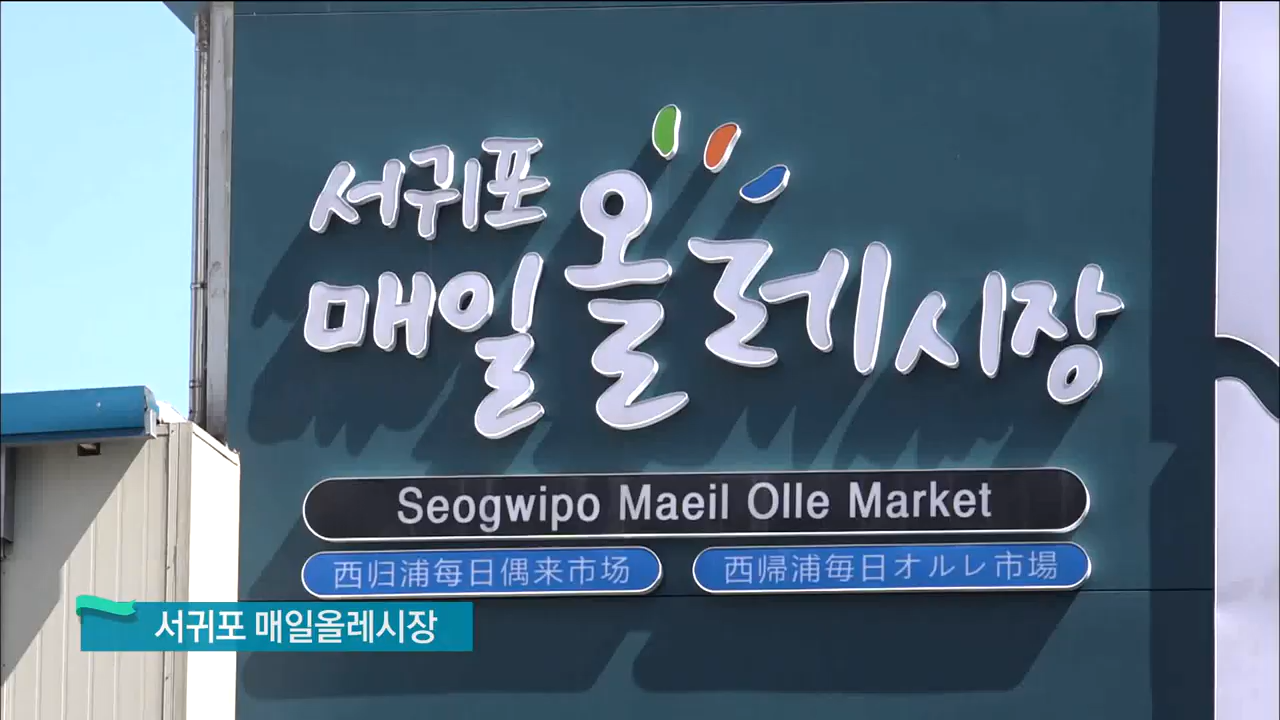 서귀포
매일올레시장
Seogwipo Maeil Olle Market
西归浦每日偶来市场
西帰浦毎日オルレ市場
서귀포 매일올레시장